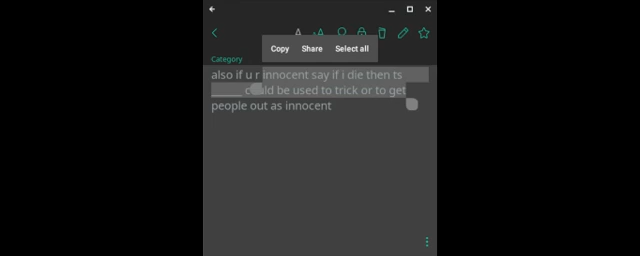 Copy Share Select all
Category
also if u r innocent say if i die then ts
______ could be used to trick or to get
people out as innocent